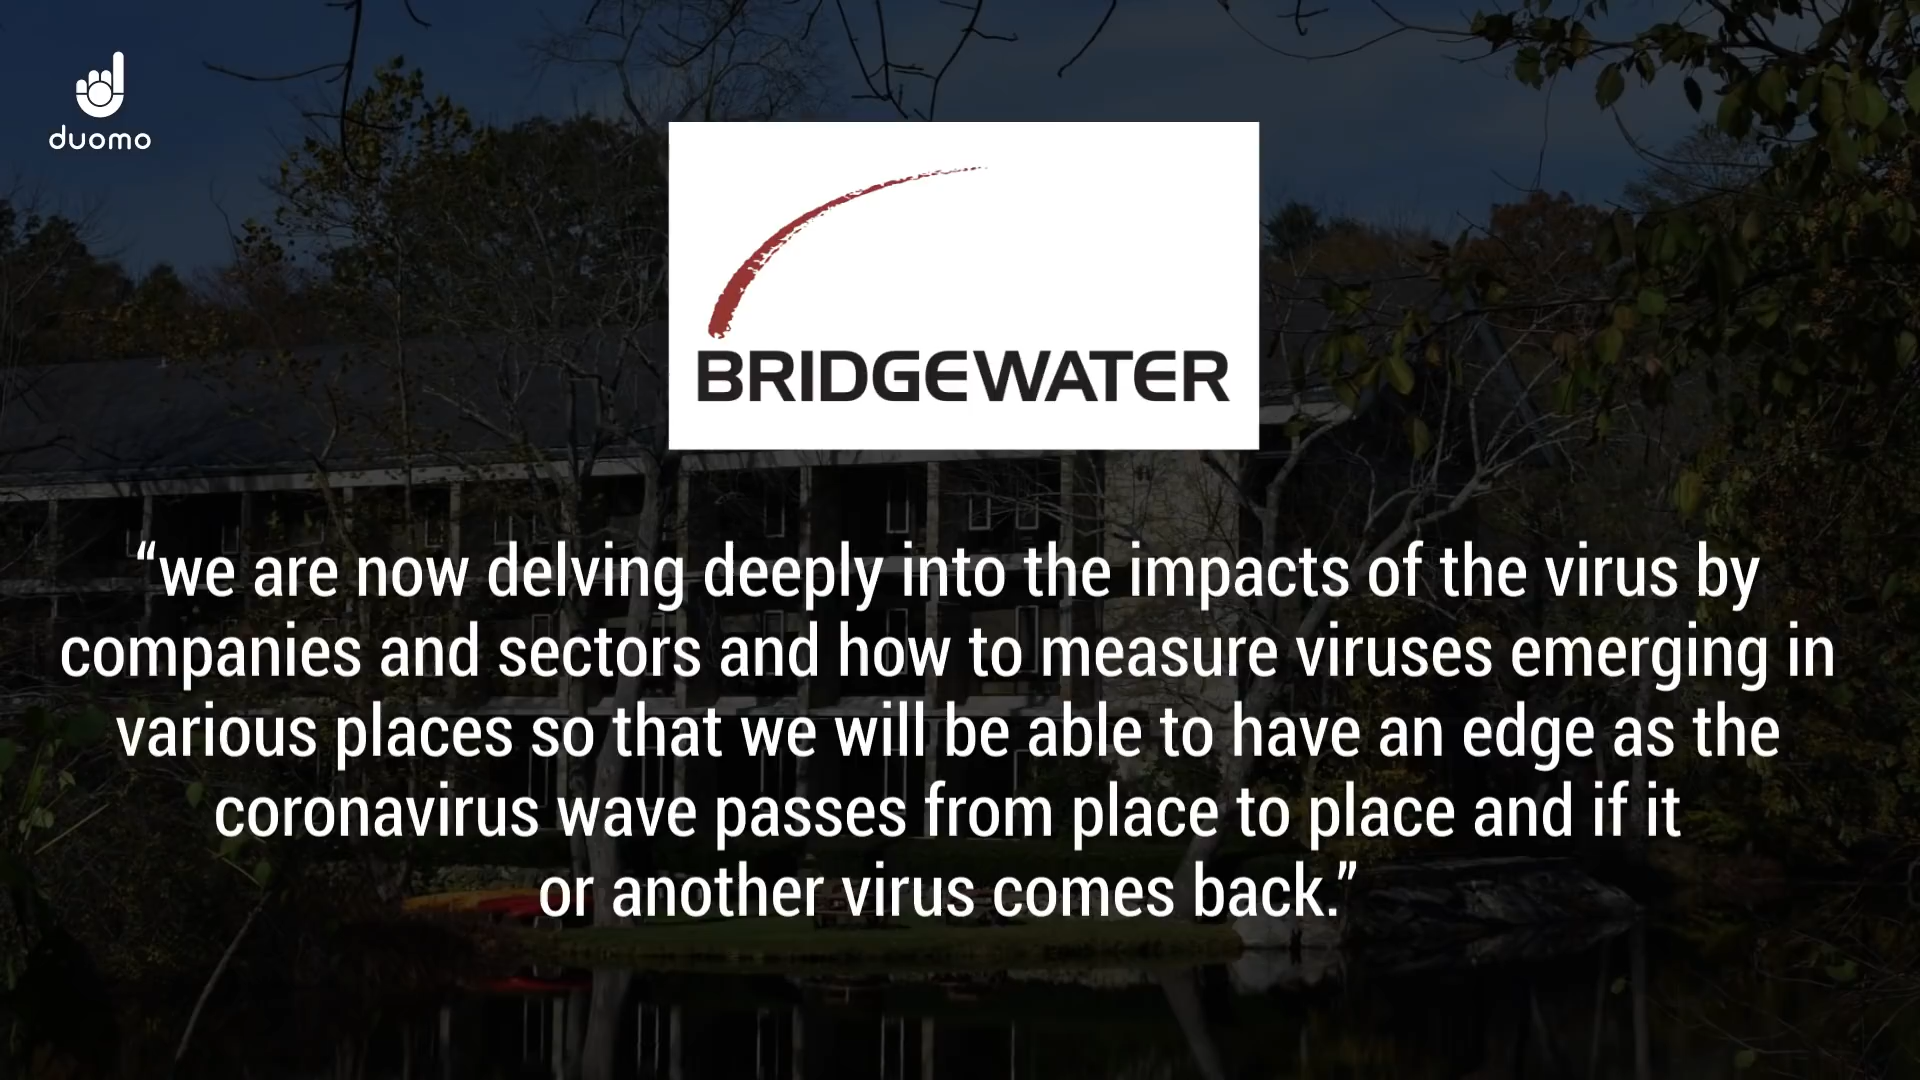 duomo
BRIDGEWATER
“we are now delving deeply into the impacts of the virus by
companies and sectors and how to measure viruses emerging in
various places so that we will be able to have an edge as the
coronavirus wave passes from place to place and if it
or another virus comes back.”